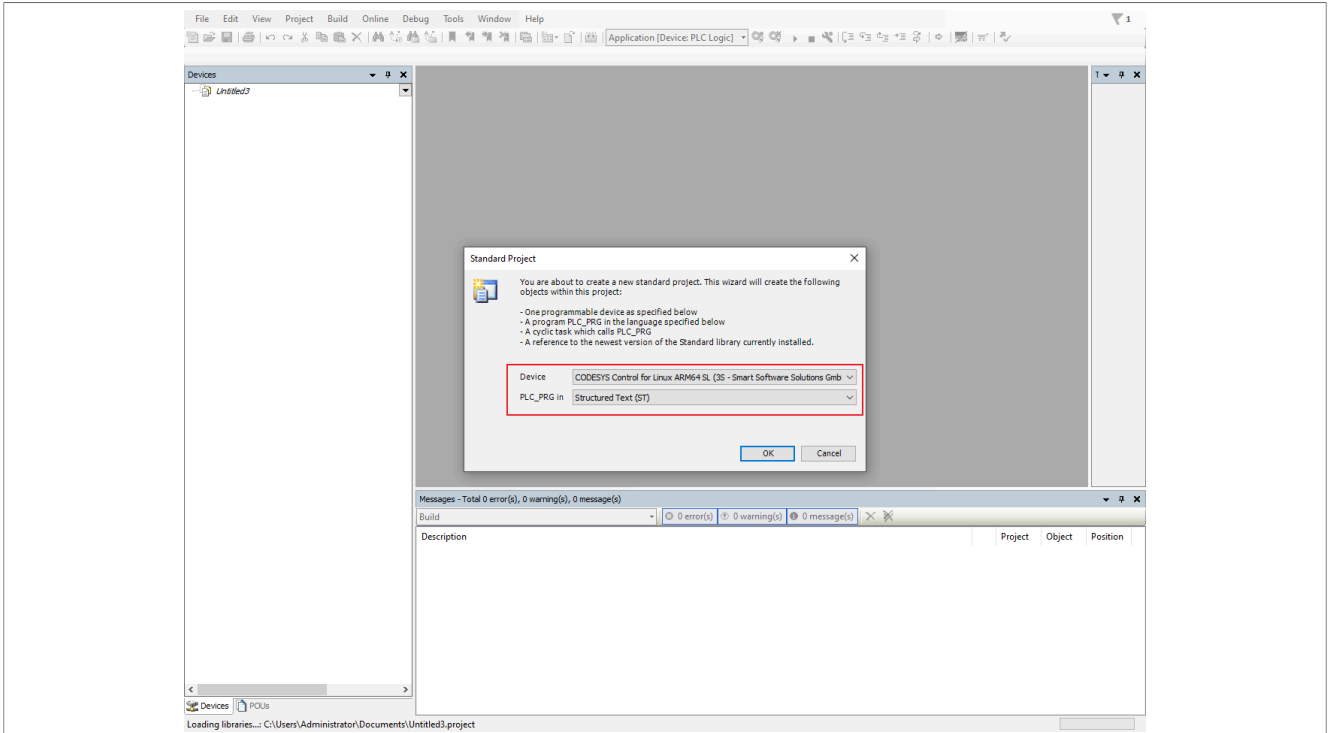 File Edit View Project Build Online Debug Tools Window Help
1
Application [Device: PLC Logic]
Devices
Untitled3
Standard Project
You are about to create a new standard project. This wizard will create the following
objects within this project:
- One programmable device as specified below
- A program PLC_PRG in the language specified below
- A cyclic task which calls PLC_PRG
- A reference to the newest version of the Standard library currently installed.
Device CODESYS Control for Linux ARM64 SL (3S - Smart Software Solutions Gmb
PLC_PRG in Structured Text (ST)
OK Cancel
Messages - Total 0 error(s), 0 warning(s), 0 message(s)
Build 0 error(s) 0 warning(s) 0 message(s)
Description Project Object Position
Devices POUs
Loading libraries...: C:\Users\Administrator\Documents\Untitled3.project